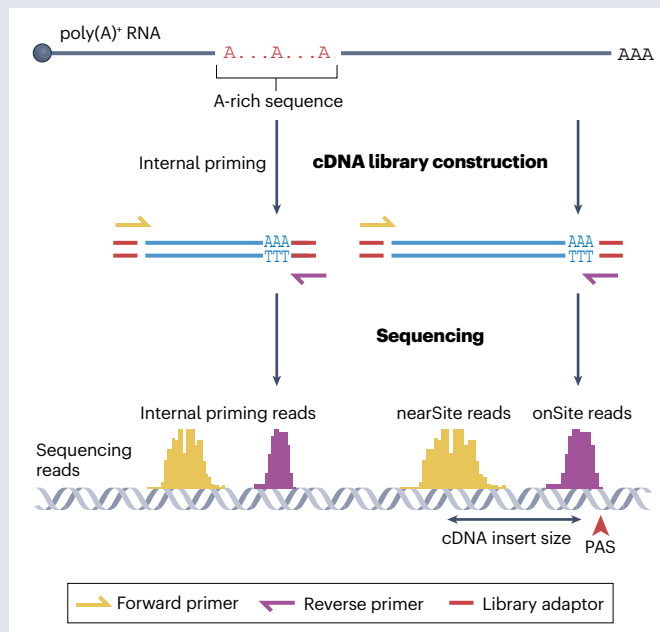 poly(A)⁺ RNA
A...A...A
AAA
A-rich sequence
Internal priming
cDNA library construction
AAA
TTT
AAA
TTT
Sequencing
Internal priming reads
nearSite reads
onSite reads
Sequencing
reads
cDNA insert size
PAS
Forward primer
Reverse primer
Library adaptor